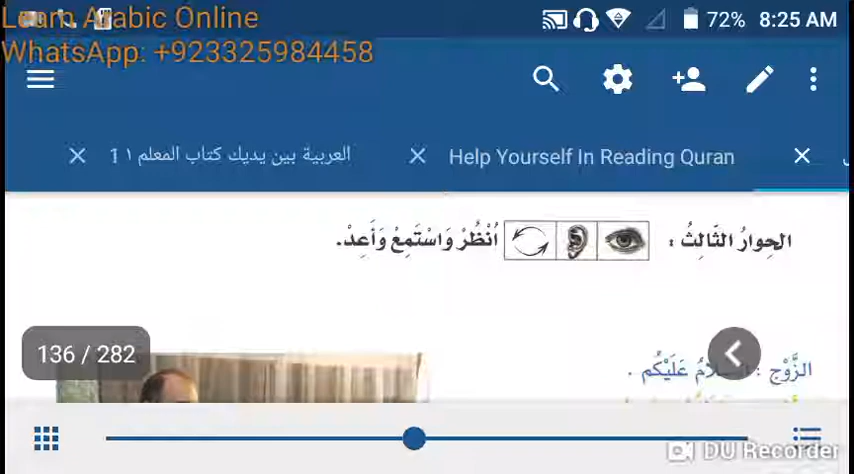 Learn Arabic Online
72% 8:25 AM
WhatsApp: +923325984458
العربية بين يديك كتاب المعلم ١ 1
Help Yourself In Reading Quran
الحِوارُ الثَّالِثُ : اُنْظُرْ وَاسْتَمِعْ وَأَعِدْ.
136 / 282
الزَّوْج : السَّلامُ عَلَيْكُم .
DU Recorder